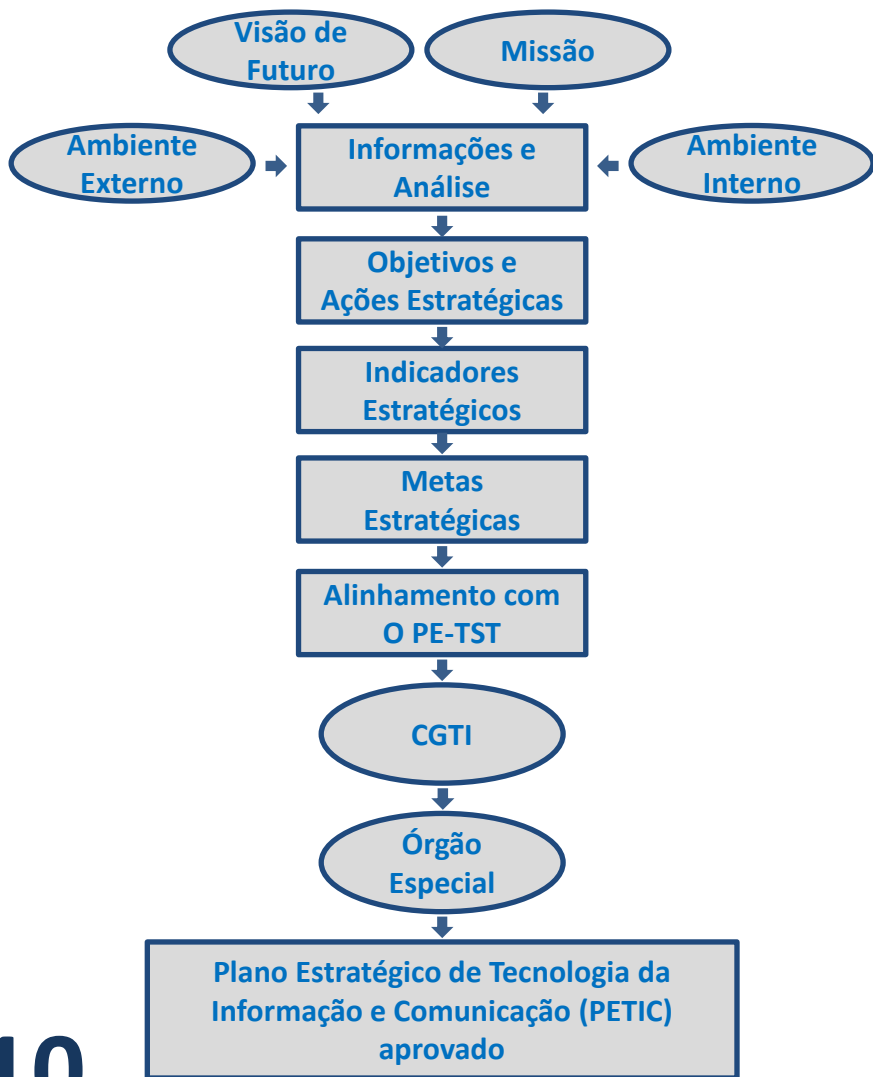 Visão de
Futuro
Missão
Ambiente
Externo
Informações e
Análise
Ambiente
Interno
Objetivos e
Ações Estratégicas
Indicadores
Estratégicos
Metas
Estratégicas
Alinhamento com
O PE-TST
CGTI
Órgão
Especial
Plano Estratégico de Tecnologia da
Informação e Comunicação (PETIC)
aprovado
10